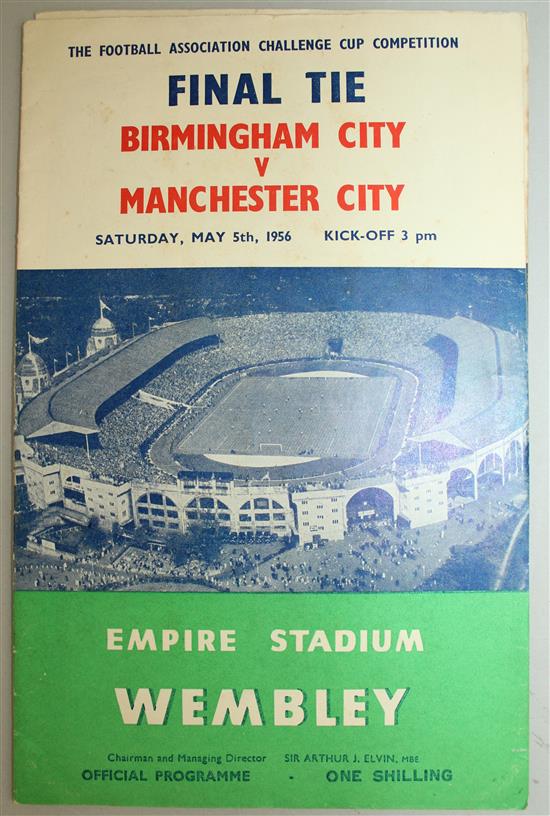 THE FOOTBALL ASSOCIATION CHALLENGE CUP COMPETITION
FINAL TIE
BIRMINGHAM CITY
V
MANCHESTER CITY
SATURDAY, MAY 5th, 1956 KICK-OFF 3 pm
EMPIRE STADIUM
WEMBLEY
Chairman and Managing Director SIR ARTHUR J. ELVIN, MBE
OFFICIAL PROGRAMME - ONE SHILLING